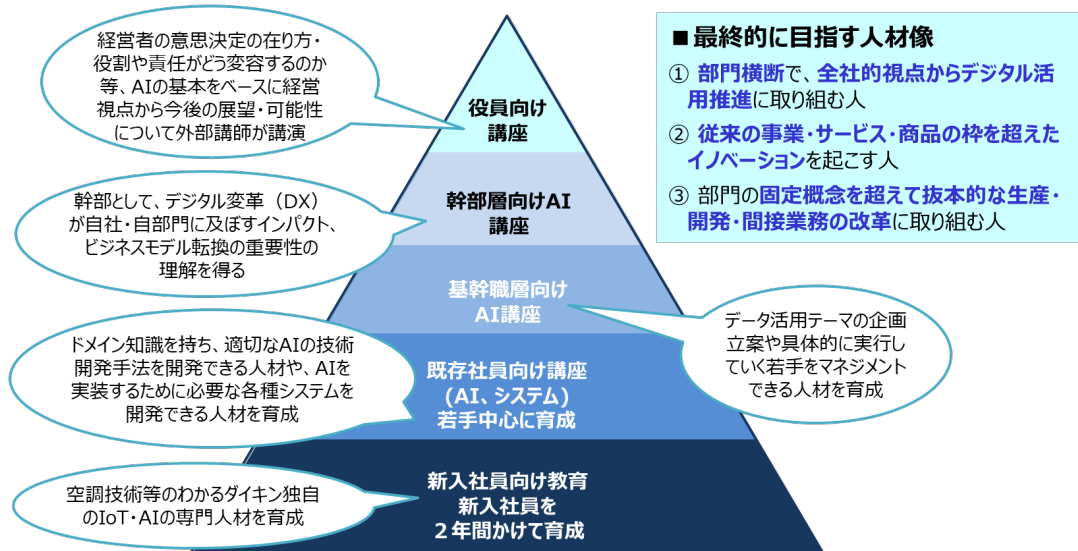 経営者の意思決定の在り方・
役割や責任がどう変容するのか
等、AIの基本をベースに経営
視点から今後の展望・可能性
について外部講師が講演
役員向け
講座
■最終的に目指す人材像
① 部門横断で、全社的視点からデジタル活
用推進に取り組む人
② 従来の事業・サービス・商品の枠を超えた
イノベーションを起こす人
③ 部門の固定概念を超えて抜本的な生産・
開発・間接業務の改革に取り組む人
幹部として、デジタル変革（DX）
が自社・自部門に及ぼすインパクト、
ビジネスモデル転換の重要性の
理解を得る
幹部層向けAI
講座
基幹職層向け
AI講座
データ活用テーマの企画
立案や具体的に実行し
ていく若手をマネジメント
できる人材を育成
ドメイン知識を持ち、適切なAIの技術
開発手法を開発できる人材や、AIを
実装するために必要な各種システムを
開発できる人材を育成
既存社員向け講座
(AI、システム)
若手中心に育成
空調技術等のわかるダイキン独自
のIoT・AIの専門人材を育成
新入社員向け教育
新入社員を
２年間かけて育成